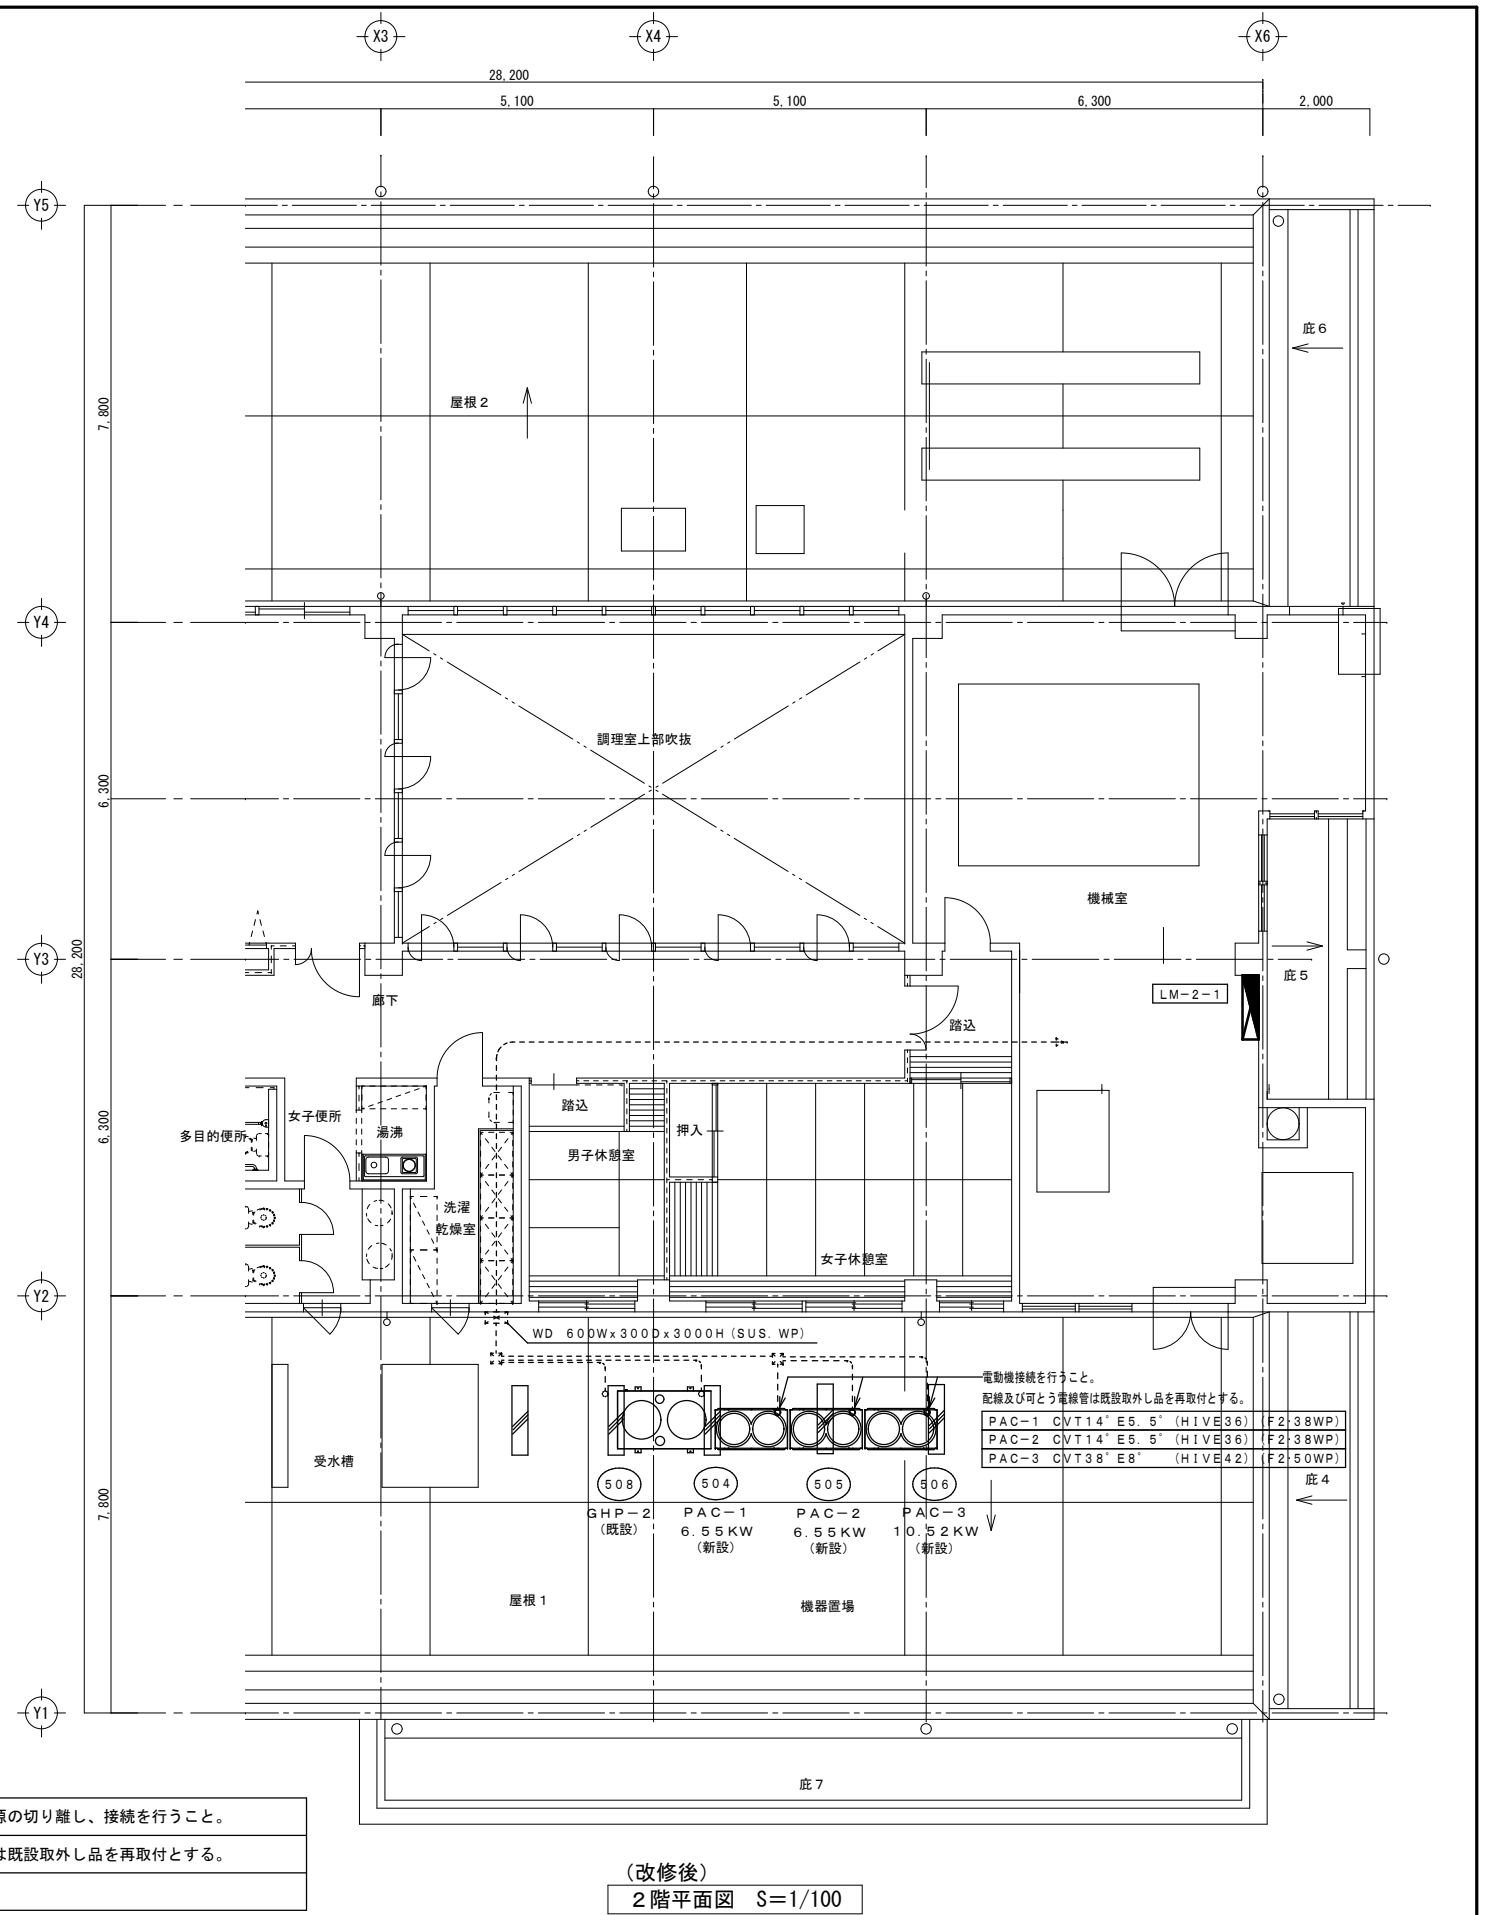 X3
X4
X6
28,200
5,100
5,100
6,300
2,000
Y5
庇６
7,800
屋根２
Y4
調理室上部吹抜
6,300
機械室
Y3
28,200
庇５
LM－2－1
廊下
踏込
踏込
女子便所
6,300
多目的便所
湯沸
押入
男子休憩室
洗濯
乾燥室
女子休憩室
Y2
WD 600Wx300Dx3000H(SUS. WP)
電動機接続を行うこと。
配線及び可とう電線管は既設取外し品を再取付とする。
PAC－1 CVT14゜E5.5゜(HIVE36) (F2-38WP)
PAC－2 CVT14゜E5.5゜(HIVE36) (F2-38WP)
PAC－3 CVT38゜E8゜ (HIVE42) (F2-50WP)
受水槽
庇４
508
504
505
506
GHP－2
(既設)
PAC－1
6.55KW
(新設)
PAC－2
6.55KW
(新設)
PAC－3
10.52KW
(新設)
7,800
屋根１
機器置場
Y1
庇７
源の切り離し、接続を行うこと。
は既設取外し品を再取付とする。
(改修後)
２階平面図 S＝1/100